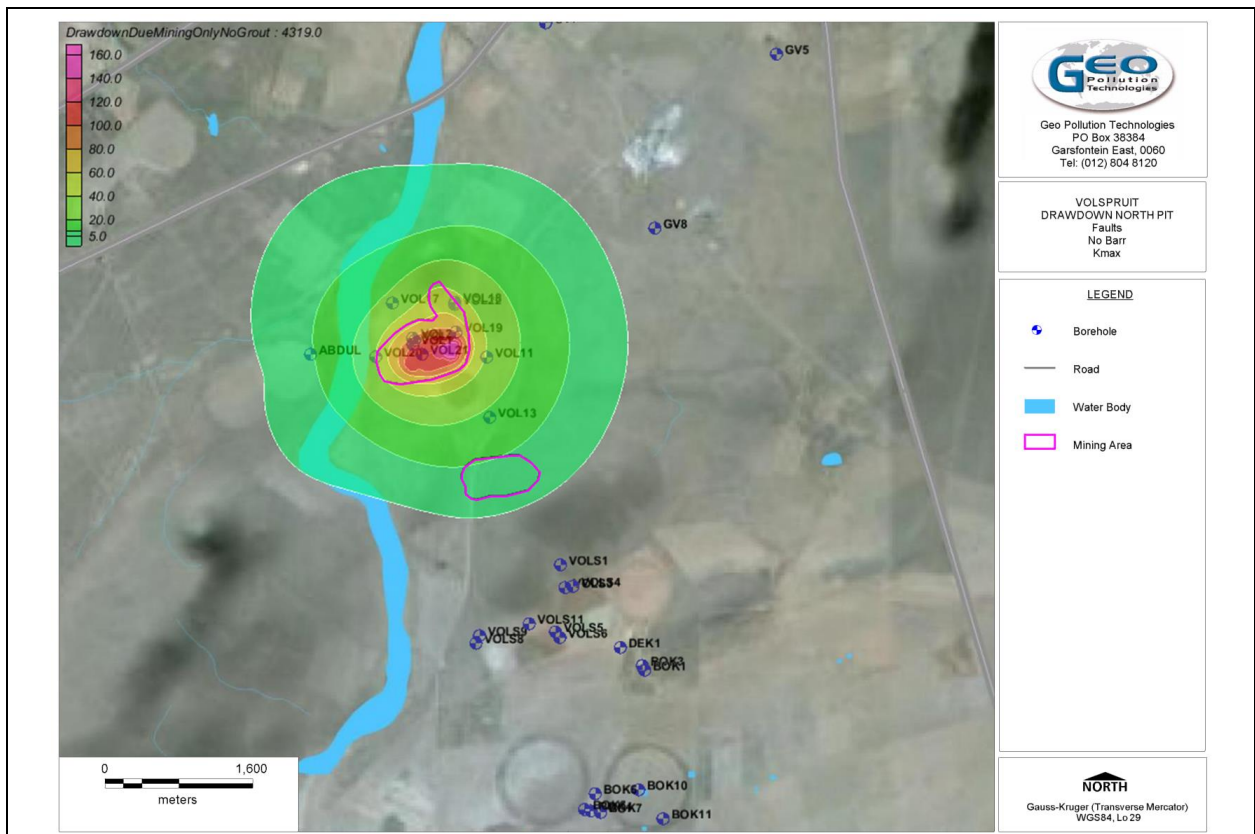 DrawdownDueMiningOnlyNoGrout : 4319.0
160.0
140.0
120.0
100.0
80.0
60.0
40.0
20.0
5.0
GV5
GV8
VOL17
VOL18
VOL19
ABDUL
VOL20
VOL21
VOL11
VOL13
VOLS1
VOLS11
VOLS5
VOLS9
VOLS6
VOLS8
DEK1
BOK3
BOK1
BOK10
BOK7
BOK11
0 1,600
meters
GEO
Pollution
Technologies
Geo Pollution Technologies
PO Box 38384
Garsfontein East, 0060
Tel: (012) 804 8120
VOLSPRUIT
DRAWDOWN NORTH PIT
Faults
No Barr
Kmax
LEGEND
Borehole
Road
Water Body
Mining Area
NORTH
Gauss-Kruger (Transverse Mercator)
WGS84, Lo 29